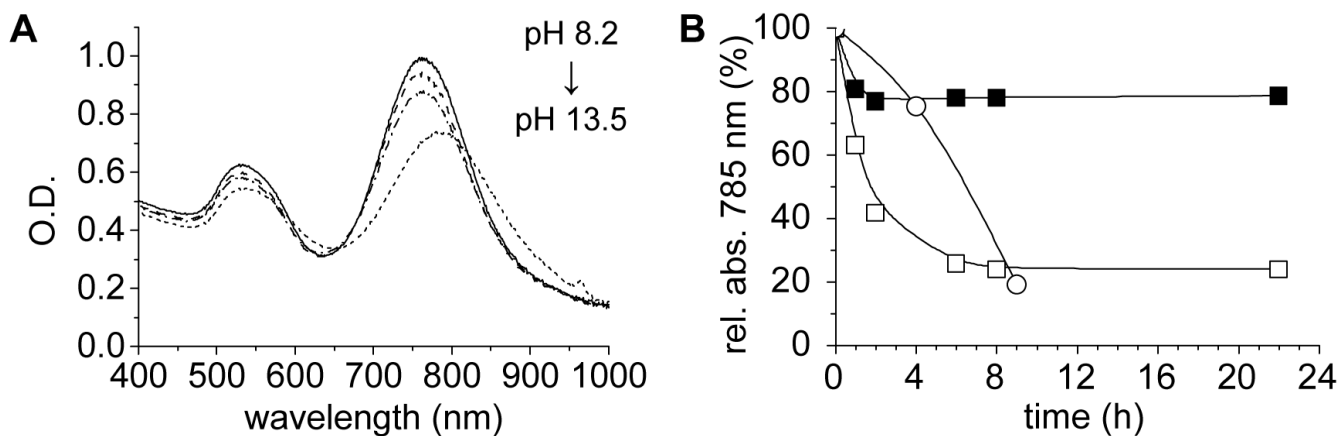 A
pH 8.2
↓
pH 13.5
O.D.
1.0
0.8
0.6
0.4
0.2
0.0
400 500 600 700 800 900 1000
wavelength (nm)
B
rel. abs. 785 nm (%)
100
80
60
40
20
0
0 4 8 12 16 20 24
time (h)